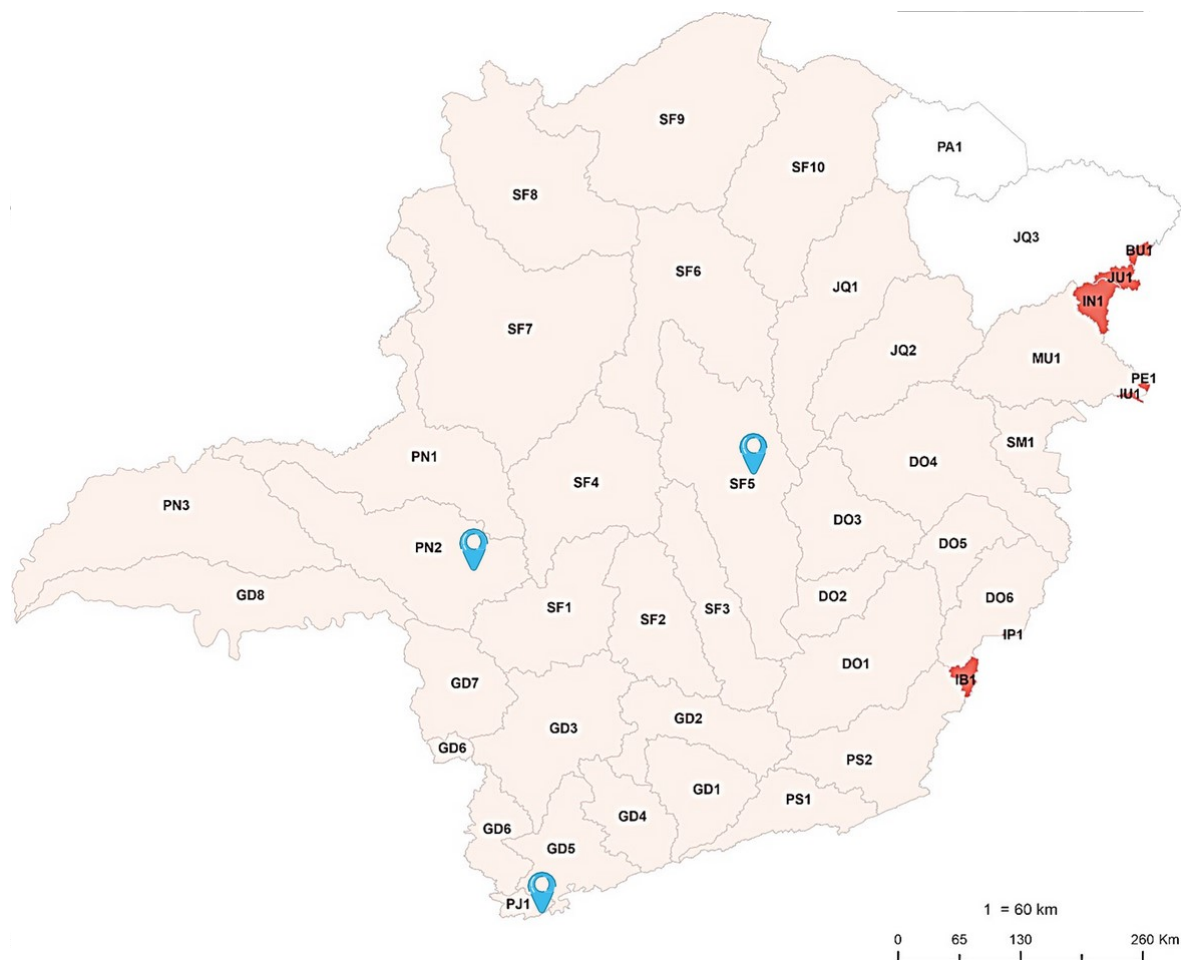 SF9
PA1
SF10
SF8
JQ3
BU1
SF6
JU1
JQ1
IN1
SF7
JQ2
MU1
PE1
IU1
SM1
PN1
DO4
SF4
SF5
PN3
DO3
DO5
PN2
GD8
DO2
DO6
SF1
SF3
SF2
IP1
DO1
IB1
GD7
GD2
GD3
GD6
PS2
GD1
PS1
GD4
GD6
GD5
PJ1
1 = 60 km
0 65 130 260 Km